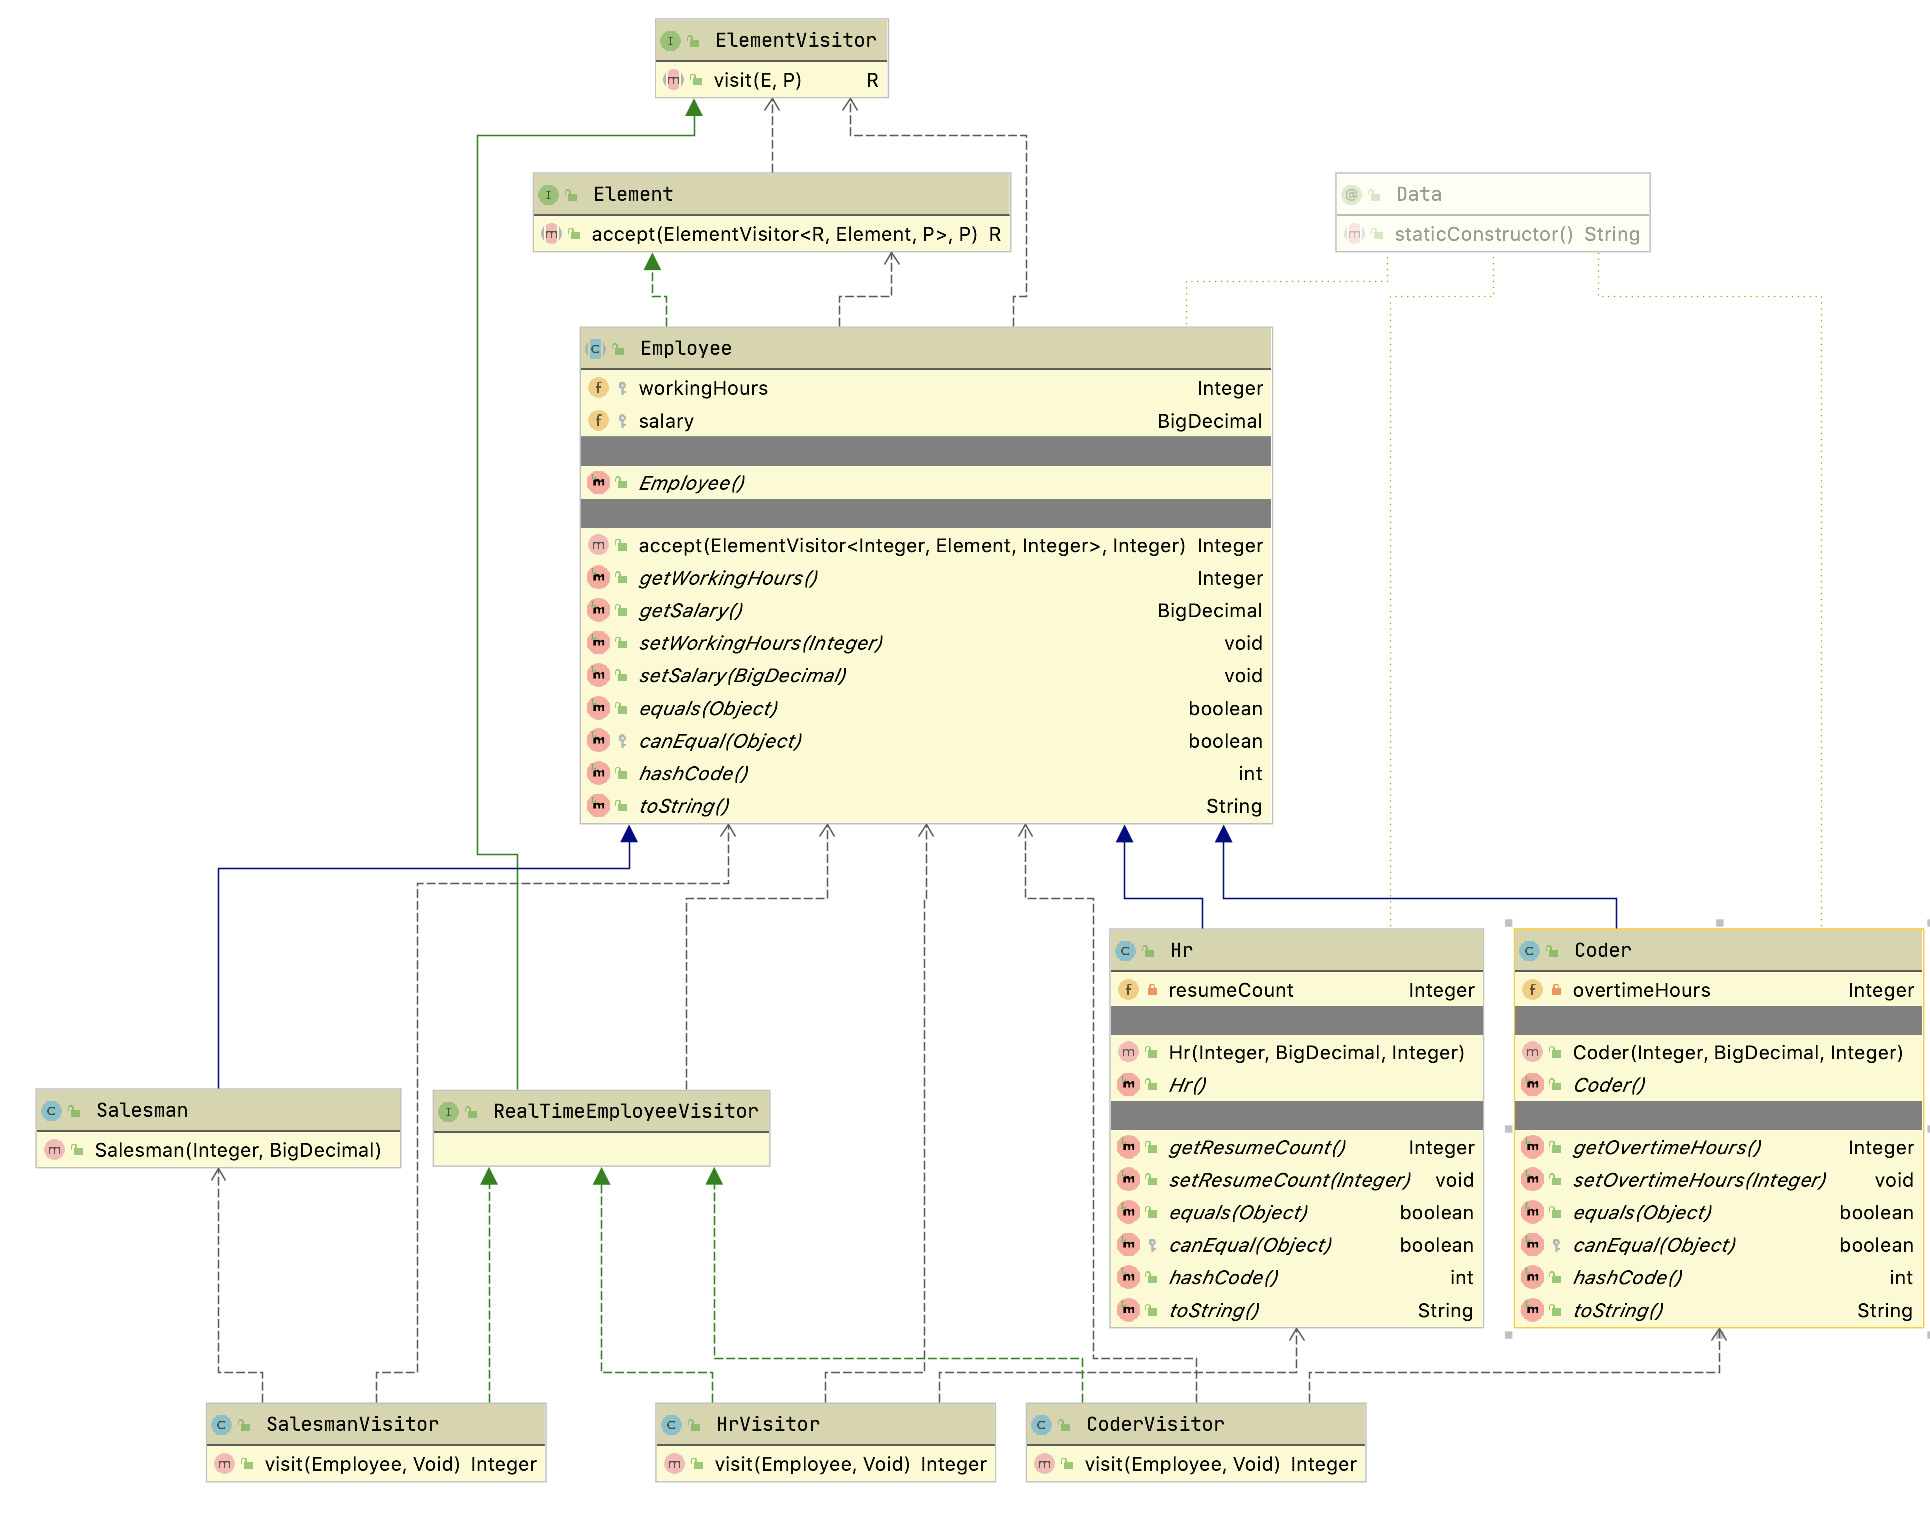 ElementVisitor
visit(E, P) R
Element
accept(ElementVisitor<R, Element, P>, P) R
Data
staticConstructor() String
Employee
workingHours Integer
salary BigDecimal
Employee()
accept(ElementVisitor<Integer, Element, Integer>, Integer) Integer
getWorkingHours() Integer
getSalary() BigDecimal
setWorkingHours(Integer) void
setSalary(BigDecimal) void
equals(Object) boolean
canEqual(Object) boolean
hashCode() int
toString() String
Hr
resumeCount Integer
Hr(Integer, BigDecimal, Integer)
Hr()
getResumeCount() Integer
setResumeCount(Integer) void
equals(Object) boolean
canEqual(Object) boolean
hashCode() int
toString() String
Coder
overtimeHours Integer
Coder(Integer, BigDecimal, Integer)
Coder()
getOvertimeHours() Integer
setOvertimeHours(Integer) void
equals(Object) boolean
canEqual(Object) boolean
hashCode() int
toString() String
Salesman
Salesman(Integer, BigDecimal)
RealTimeEmployeeVisitor
SalesmanVisitor
visit(Employee, Void) Integer
HrVisitor
visit(Employee, Void) Integer
CoderVisitor
visit(Employee, Void) Integer